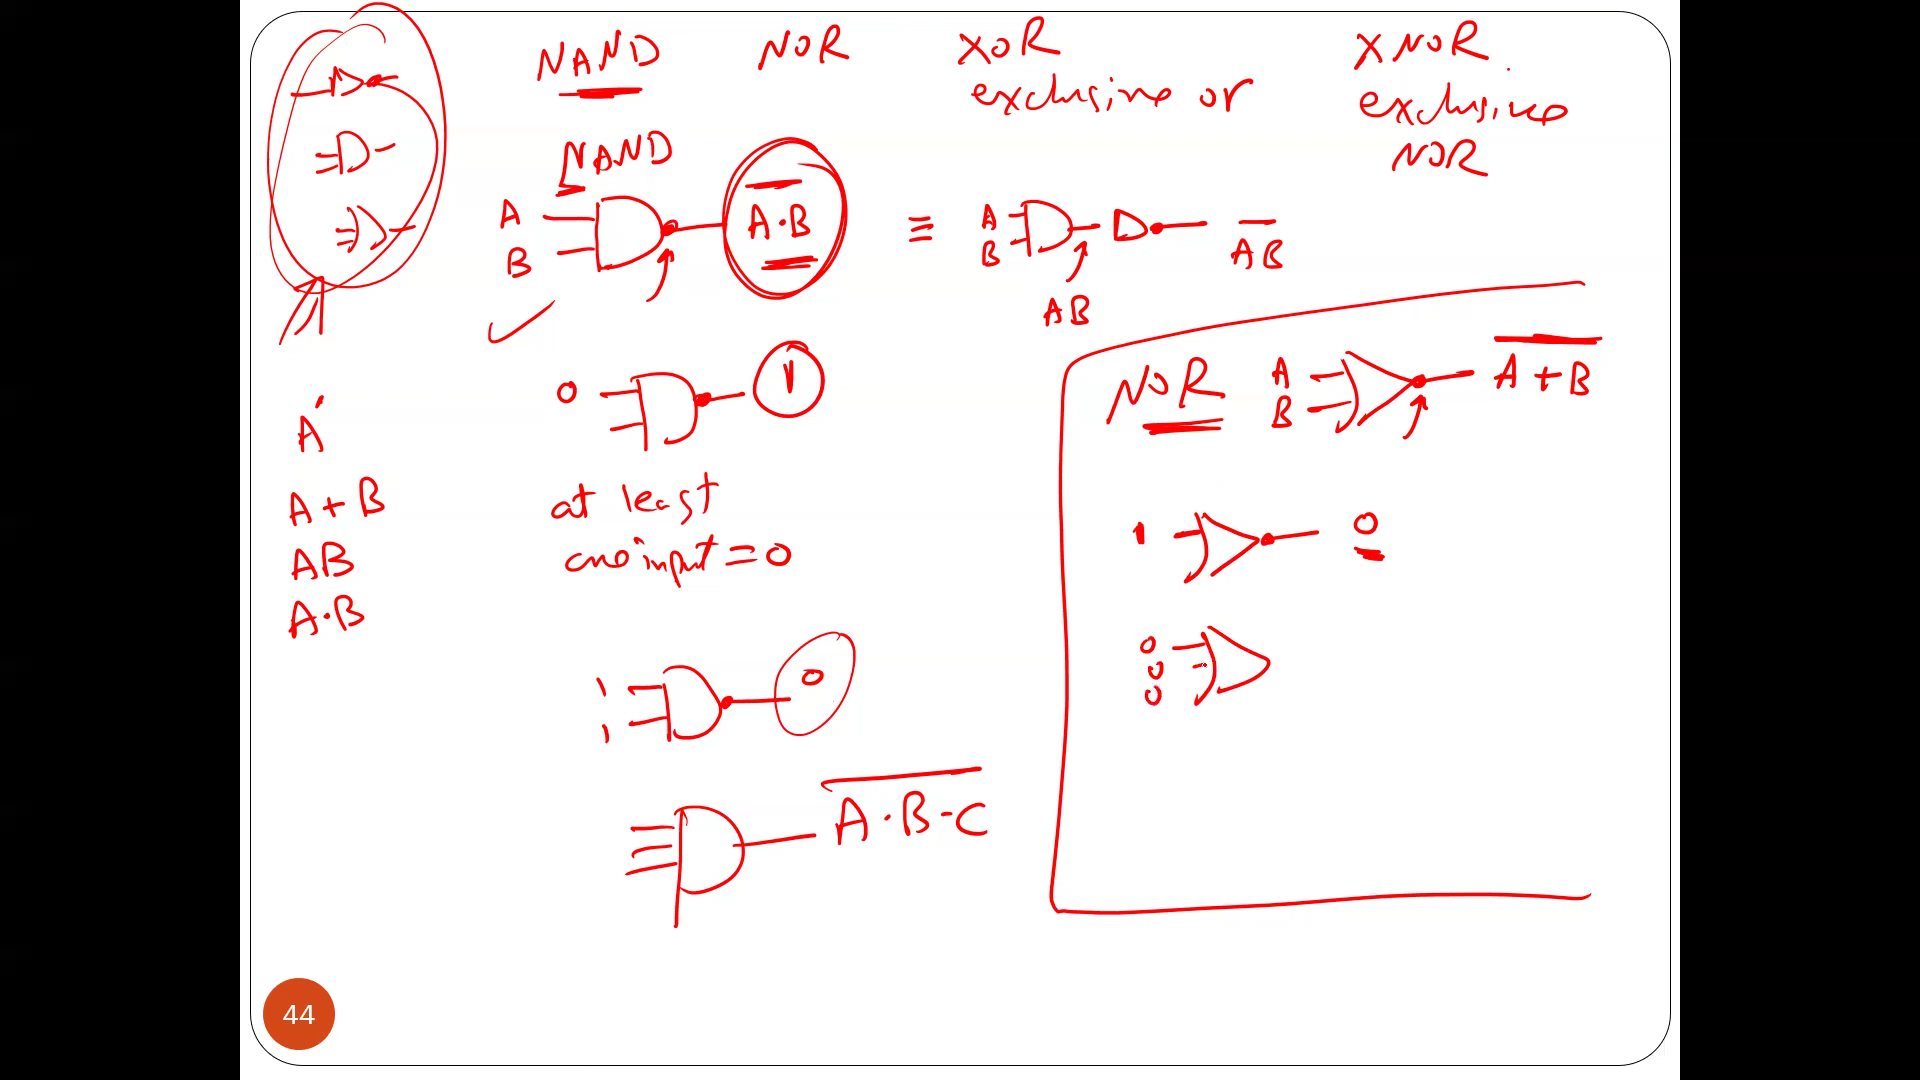 NAND NOR XOR XNOR
exclusive or exclusive
NOR
NAND
A
B
A·B
≡
A
B
AB
AB
NOR
A
B
A + B
0
1
A'
A + B
AB
A·B
at least
one input = 0
1
0
0
0
0
1
1
0
A·B·C
44